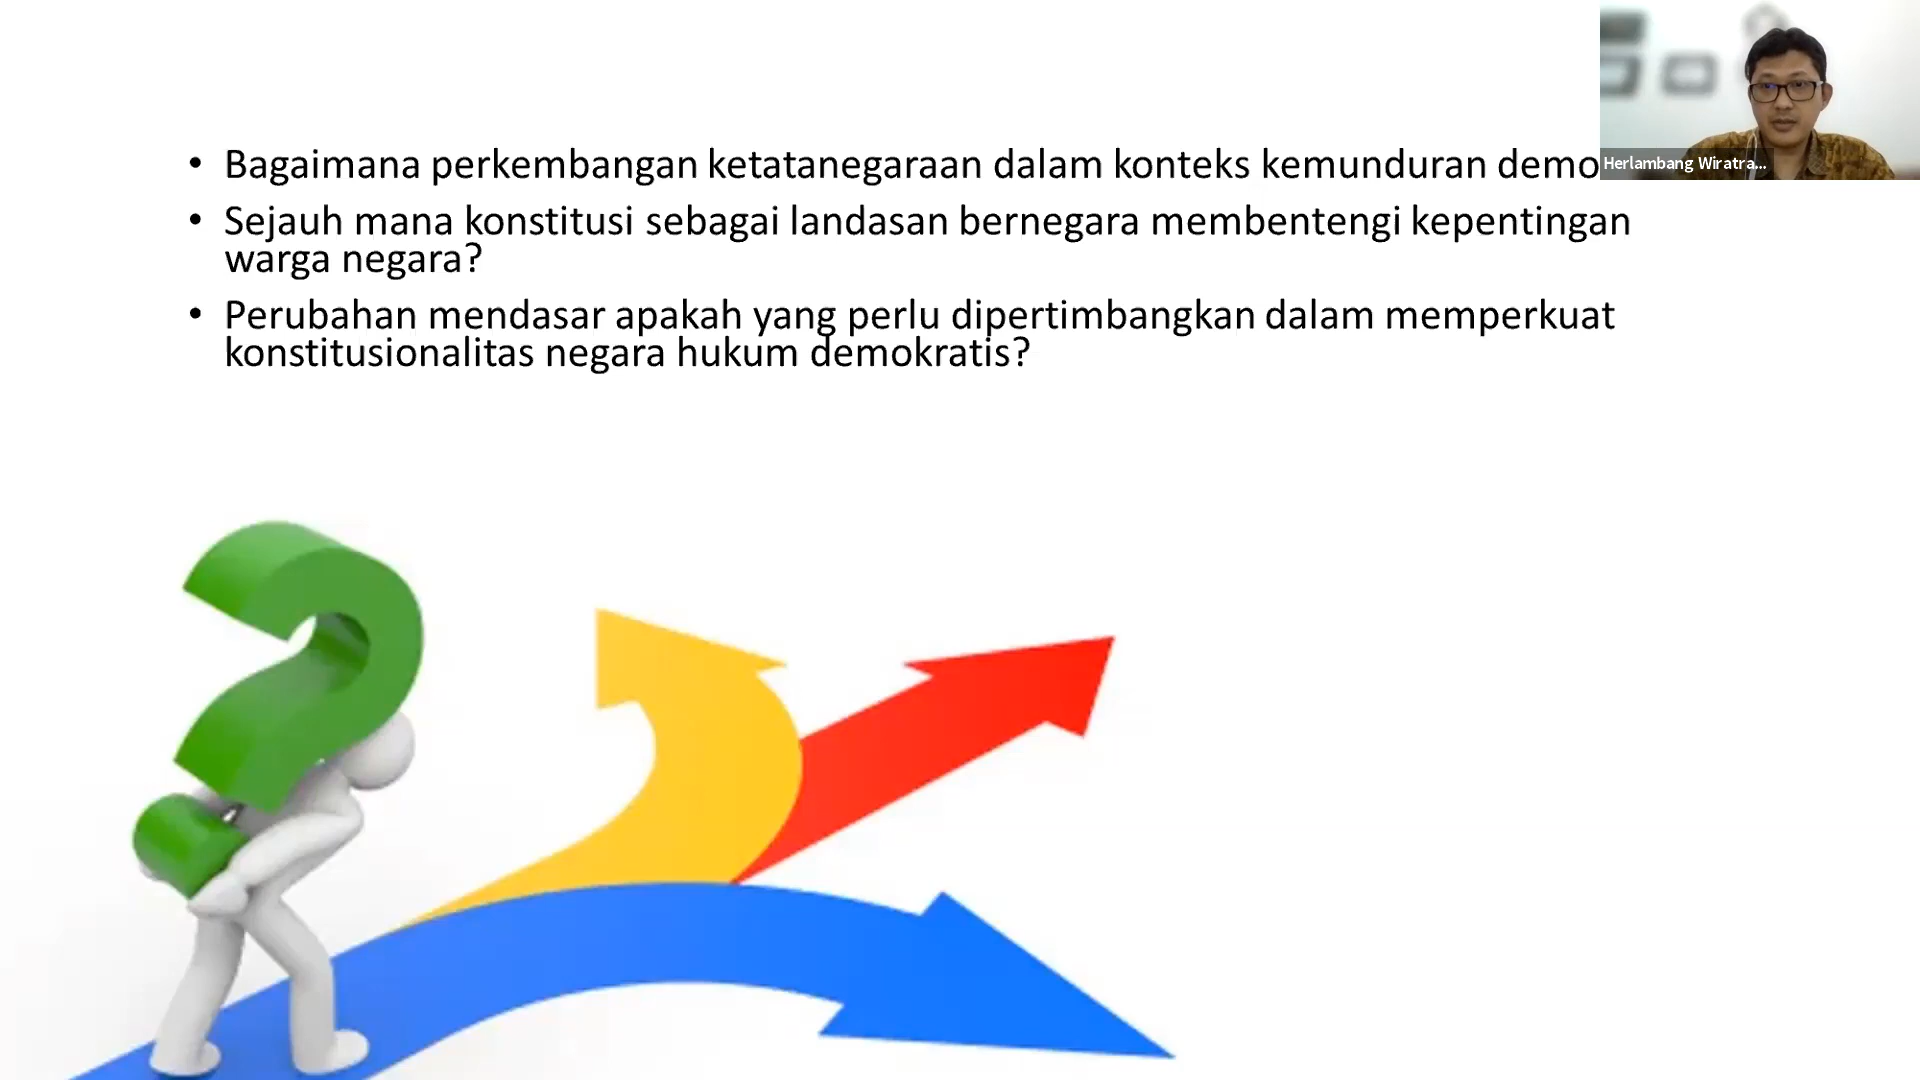 • Bagaimana perkembangan ketatanegaraan dalam konteks kemunduran demo
• Sejauh mana konstitusi sebagai landasan bernegara membentengi kepentingan
warga negara?
• Perubahan mendasar apakah yang perlu dipertimbangkan dalam memperkuat
konstitusionalitas negara hukum demokratis?
Herlambang Wiratra...